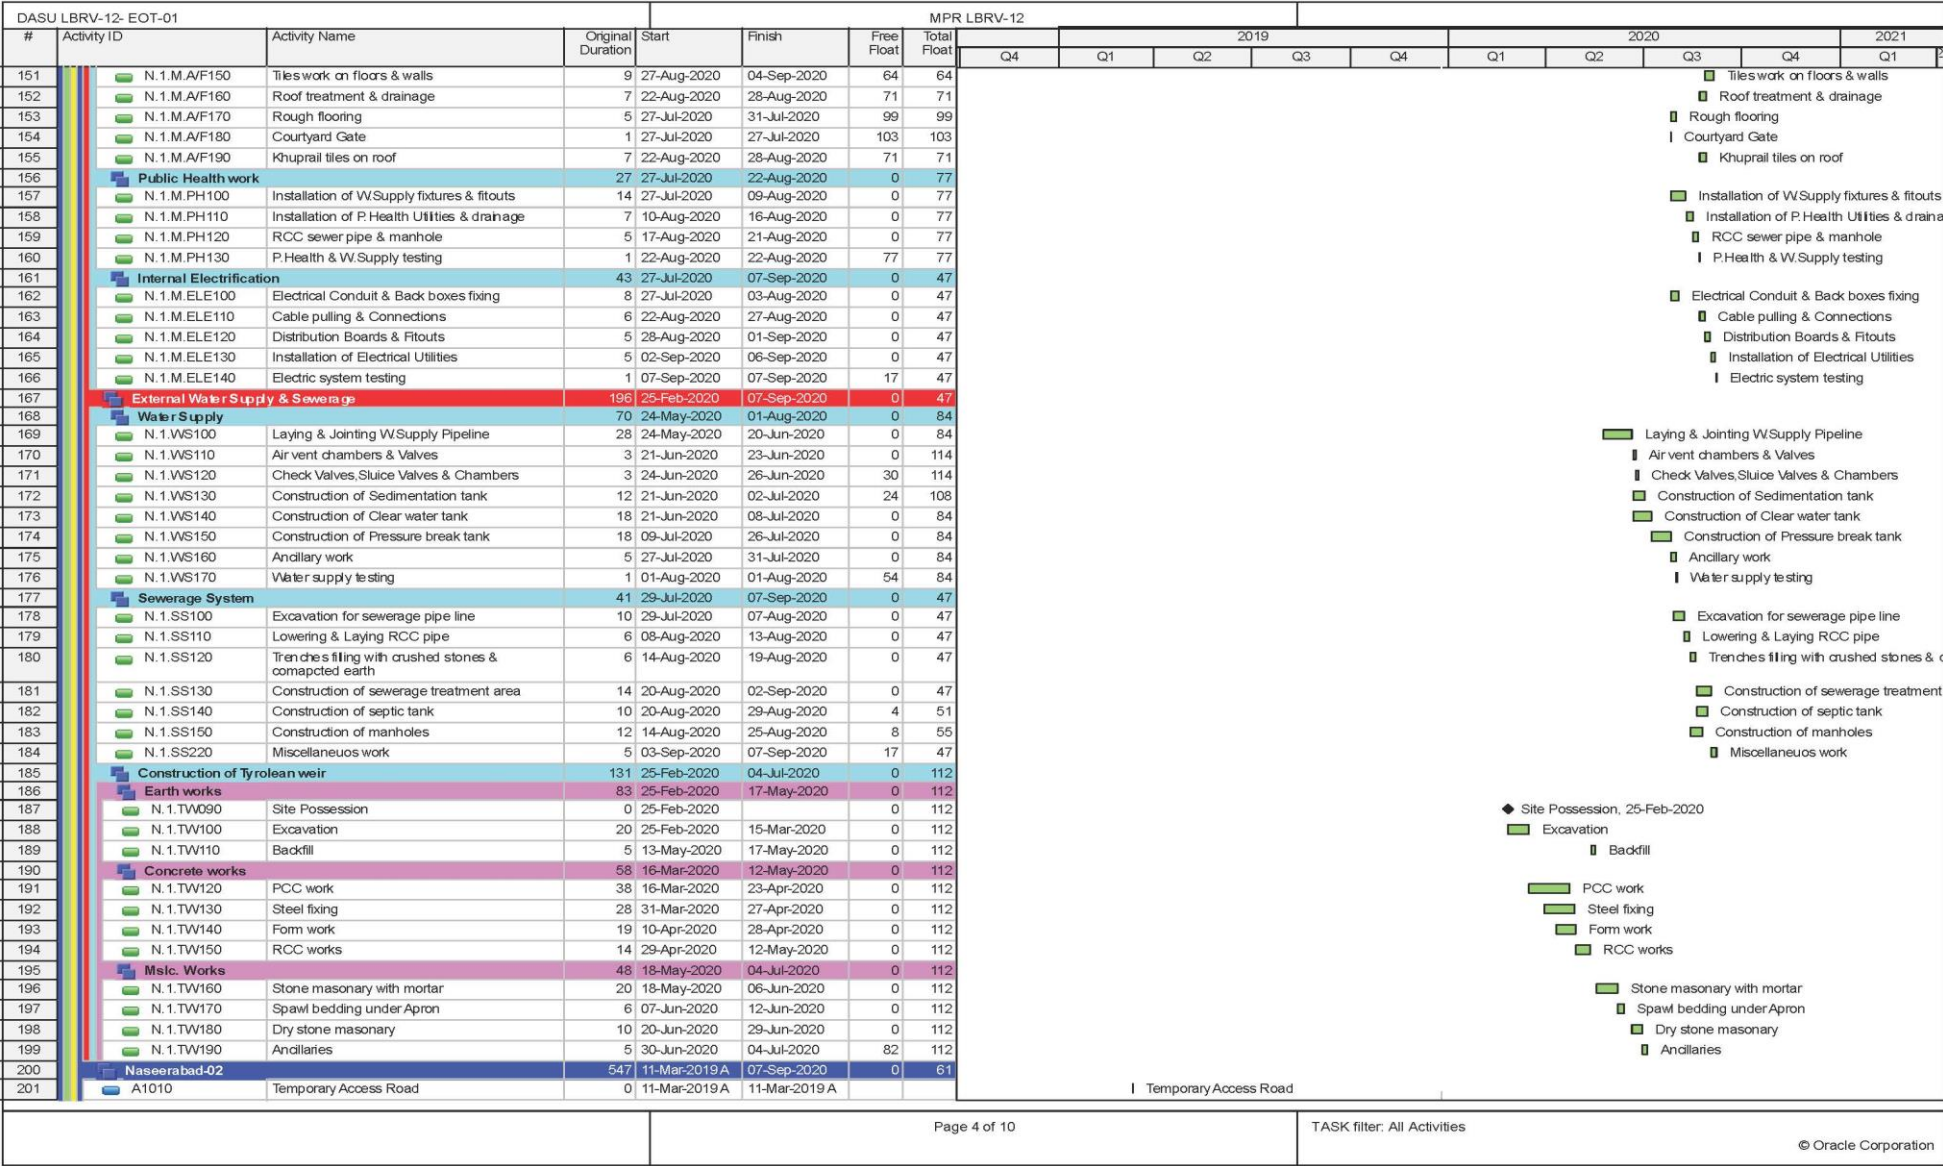 DASU LBRV-12- EOT-01 MPR LBRV-12
# Activity ID Activity Name Original Duration Start Finish Free Float Total Float 2019 2020 2021
Q4 Q1 Q2 Q3 Q4 Q1 Q2 Q3 Q4 Q1
151 N.1.M.A/F150 Tiles work on floors & walls 9 27-Aug-2020 04-Sep-2020 64 64 Tiles work on floors & walls
152 N.1.M.A/F160 Roof treatment & drainage 7 22-Aug-2020 28-Aug-2020 71 71 Roof treatment & drainage
153 N.1.M.A/F170 Rough flooring 5 27-Jul-2020 31-Jul-2020 99 99 Rough flooring
154 N.1.M.A/F180 Courtyard Gate 1 27-Jul-2020 27-Jul-2020 103 103 Courtyard Gate
155 N.1.M.A/F190 Khuprail tiles on roof 7 22-Aug-2020 28-Aug-2020 71 71 Khuprail tiles on roof
156 Public Health work 27 27-Jul-2020 22-Aug-2020 0 77
157 N.1.M.PH100 Installation of W.Supply fixtures & fitouts 14 27-Jul-2020 09-Aug-2020 0 77 Installation of W.Supply fixtures & fitouts
158 N.1.M.PH110 Installation of P.Health Utilities & drainage 7 10-Aug-2020 16-Aug-2020 0 77 Installation of P.Health Utilities & draina
159 N.1.M.PH120 RCC sewer pipe & manhole 5 17-Aug-2020 21-Aug-2020 0 77 RCC sewer pipe & manhole
160 N.1.M.PH130 P.Health & W.Supply testing 1 22-Aug-2020 22-Aug-2020 77 77 P.Health & W.Supply testing
161 Internal Electrification 43 27-Jul-2020 07-Sep-2020 0 47
162 N.1.M.ELE100 Electrical Conduit & Back boxes fixing 8 27-Jul-2020 03-Aug-2020 0 47 Electrical Conduit & Back boxes fixing
163 N.1.M.ELE110 Cable pulling & Connections 6 22-Aug-2020 27-Aug-2020 0 47 Cable pulling & Connections
164 N.1.M.ELE120 Distribution Boards & Fitouts 5 28-Aug-2020 01-Sep-2020 0 47 Distribution Boards & Fitouts
165 N.1.M.ELE130 Installation of Electrical Utilities 5 02-Sep-2020 06-Sep-2020 0 47 Installation of Electrical Utilities
166 N.1.M.ELE140 Electric system testing 1 07-Sep-2020 07-Sep-2020 17 47 Electric system testing
167 External Water Supply & Sewerage 196 25-Feb-2020 07-Sep-2020 0 47
168 Water Supply 70 24-May-2020 01-Aug-2020 0 84
169 N.1.WS100 Laying & Jointing W.Supply Pipeline 28 24-May-2020 20-Jun-2020 0 84 Laying & Jointing W.Supply Pipeline
170 N.1.WS110 Air vent chambers & Valves 3 21-Jun-2020 23-Jun-2020 0 114 Air vent chambers & Valves
171 N.1.WS120 Check Valves,Sluice Valves & Chambers 3 24-Jun-2020 26-Jun-2020 30 114 Check Valves,Sluice Valves & Chambers
172 N.1.WS130 Construction of Sedimentation tank 12 21-Jun-2020 02-Jul-2020 24 108 Construction of Sedimentation tank
173 N.1.WS140 Construction of Clear water tank 18 21-Jun-2020 08-Jul-2020 0 84 Construction of Clear water tank
174 N.1.WS150 Construction of Pressure break tank 18 09-Jul-2020 26-Jul-2020 0 84 Construction of Pressure break tank
175 N.1.WS160 Ancillary work 5 27-Jul-2020 31-Jul-2020 0 84 Ancillary work
176 N.1.WS170 Water supply testing 1 01-Aug-2020 01-Aug-2020 54 84 Water supply testing
177 Sewerage System 41 29-Jul-2020 07-Sep-2020 0 47
178 N.1.SS100 Excavation for sewerage pipe line 10 29-Jul-2020 07-Aug-2020 0 47 Excavation for sewerage pipe line
179 N.1.SS110 Lowering & Laying RCC pipe 6 08-Aug-2020 13-Aug-2020 0 47 Lowering & Laying RCC pipe
180 N.1.SS120 Trenches filling with crushed stones & comapcted earth 6 14-Aug-2020 19-Aug-2020 0 47 Trenches filling with crushed stones & c
181 N.1.SS130 Construction of sewerage treatment area 14 20-Aug-2020 02-Sep-2020 0 47 Construction of sewerage treatment
182 N.1.SS140 Construction of septic tank 10 20-Aug-2020 29-Aug-2020 4 51 Construction of septic tank
183 N.1.SS150 Construction of manholes 12 14-Aug-2020 25-Aug-2020 8 55 Construction of manholes
184 N.1.SS220 Miscellaneuos work 5 03-Sep-2020 07-Sep-2020 17 47 Miscellaneuos work
185 Construction of Tyrolean weir 131 25-Feb-2020 04-Jul-2020 0 112
186 Earth works 83 25-Feb-2020 17-May-2020 0 112
187 N.1.TW090 Site Possession 0 25-Feb-2020 0 112 Site Possession, 25-Feb-2020
188 N.1.TW100 Excavation 20 25-Feb-2020 15-Mar-2020 0 112 Excavation
189 N.1.TW110 Backfill 5 13-May-2020 17-May-2020 0 112 Backfill
190 Concrete works 58 16-Mar-2020 12-May-2020 0 112
191 N.1.TW120 PCC work 38 16-Mar-2020 23-Apr-2020 0 112 PCC work
192 N.1.TW130 Steel fixing 28 31-Mar-2020 27-Apr-2020 0 112 Steel fixing
193 N.1.TW140 Form work 19 10-Apr-2020 28-Apr-2020 0 112 Form work
194 N.1.TW150 RCC works 14 29-Apr-2020 12-May-2020 0 112 RCC works
195 Mslc. Works 48 18-May-2020 04-Jul-2020 0 112
196 N.1.TW160 Stone masonary with mortar 20 18-May-2020 06-Jun-2020 0 112 Stone masonary with mortar
197 N.1.TW170 Spawl bedding under Apron 6 07-Jun-2020 12-Jun-2020 0 112 Spawl bedding under Apron
198 N.1.TW180 Dry stone masonary 10 20-Jun-2020 29-Jun-2020 0 112 Dry stone masonary
199 N.1.TW190 Ancillaries 5 30-Jun-2020 04-Jul-2020 82 112 Ancillaries
200 Naseerabad-02 547 11-Mar-2019 A 07-Sep-2020 0 61
201 A1010 Temporary Access Road 0 11-Mar-2019 A 11-Mar-2019 A Temporary Access Road
Page 4 of 10 TASK filter: All Activities
© Oracle Corporation